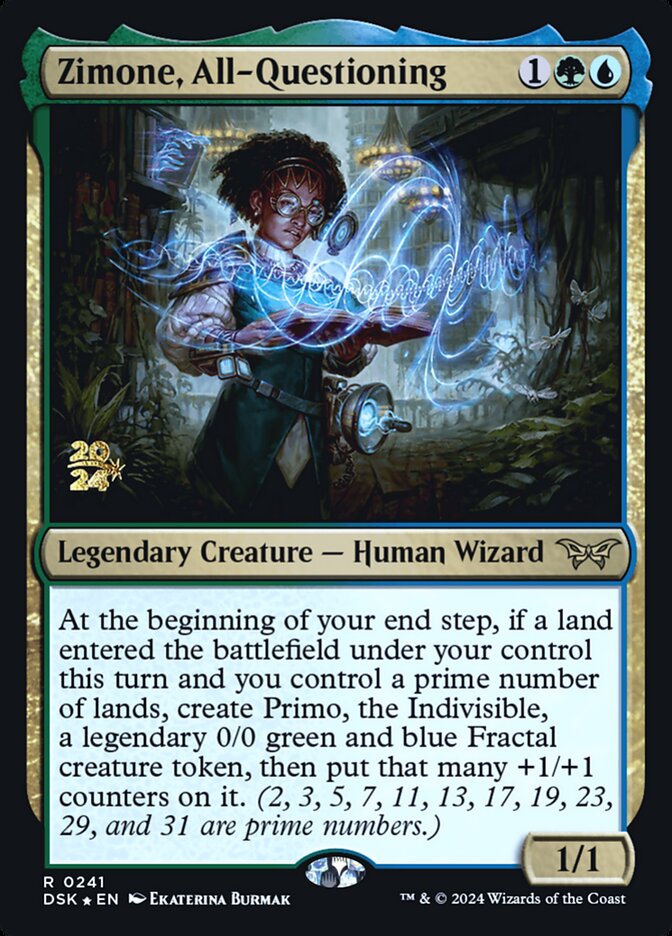 Zimone, All-Questioning 1
20
24
Legendary Creature — Human Wizard
At the beginning of your end step, if a land
entered the battlefield under your control
this turn and you control a prime number
of lands, create Primo, the Indivisible,
a legendary 0/0 green and blue Fractal
creature token, then put that many +1/+1
counters on it. (2, 3, 5, 7, 11, 13, 17, 19, 23,
29, and 31 are prime numbers.)
1/1
R 0241
DSK ★ EN Ekaterina Burmak
™ & © 2024 Wizards of the Coast